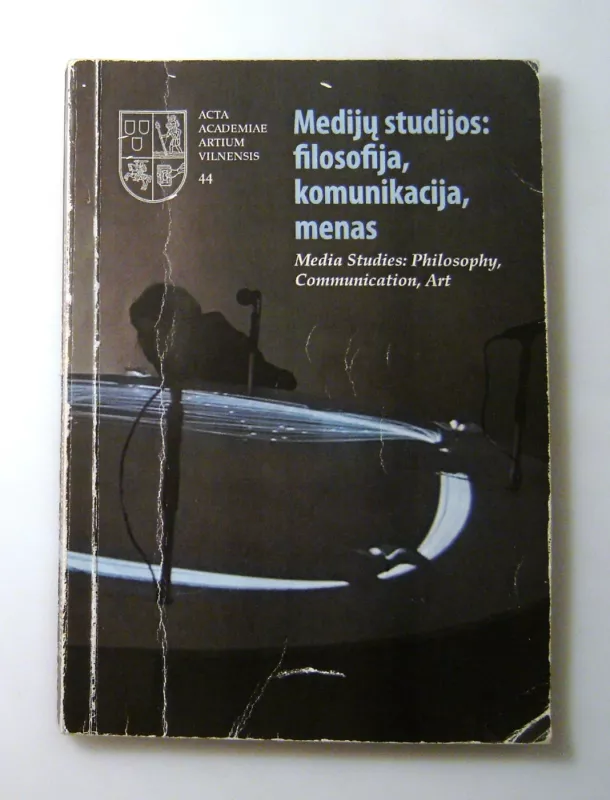 ACTA
ACADEMIAE
ARTIUM
VILNENSIS
44
Medijų studijos:
filosofija,
komunikacija,
menas
Media Studies: Philosophy,
Communication, Art